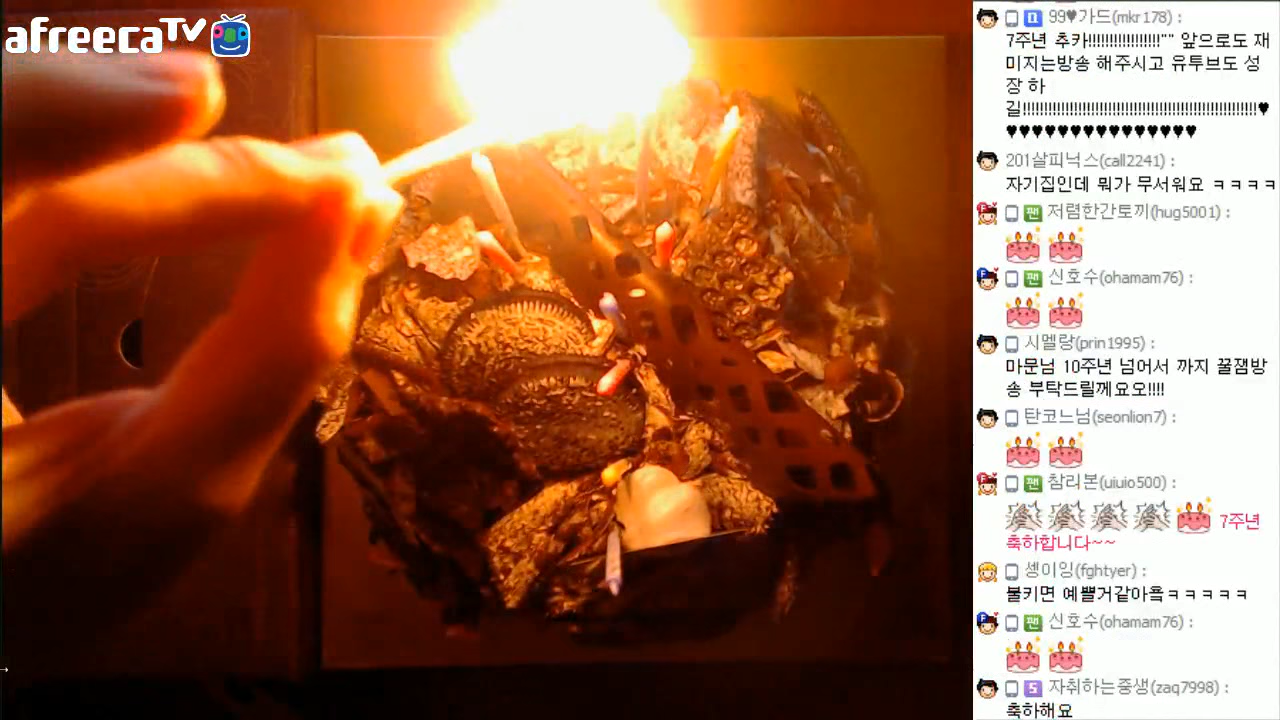 afreecaTV
99♥가드(mkr178) :
7주년 추카!!!!!!!!!!!!!!!!!"" 앞으로도 재
미지는방송 해주시고 유투브도 성
장 하
길!!!!!!!!!!!!!!!!!!!!!!!!!!!!!!!!!!!!!!!!!!!!!!!!!!!!!!♥
♥♥♥♥♥♥♥♥♥♥♥♥♥♥♥
201살피닉스(call2241) :
자기집인데 뭐가 무서워요 ㅋㅋㅋㅋ
팬 저렴한간토끼(hug5001) :
팬 신호수(ohamam76) :
시멜랑(prin1995) :
마문님 10주년 넘어서 까지 꿀잼방
송 부탁드릴께요오!!!!
탄코느님(seonlion7) :
팬 참리본(uiuio500) :
7주년
축하합니다~~
셍이잉(fghtyer) :
불키면 예쁠거같아욬ㅋㅋㅋㅋㅋ
팬 신호수(ohamam76) :
S 자취하는중생(zaq7998) :
축하해요